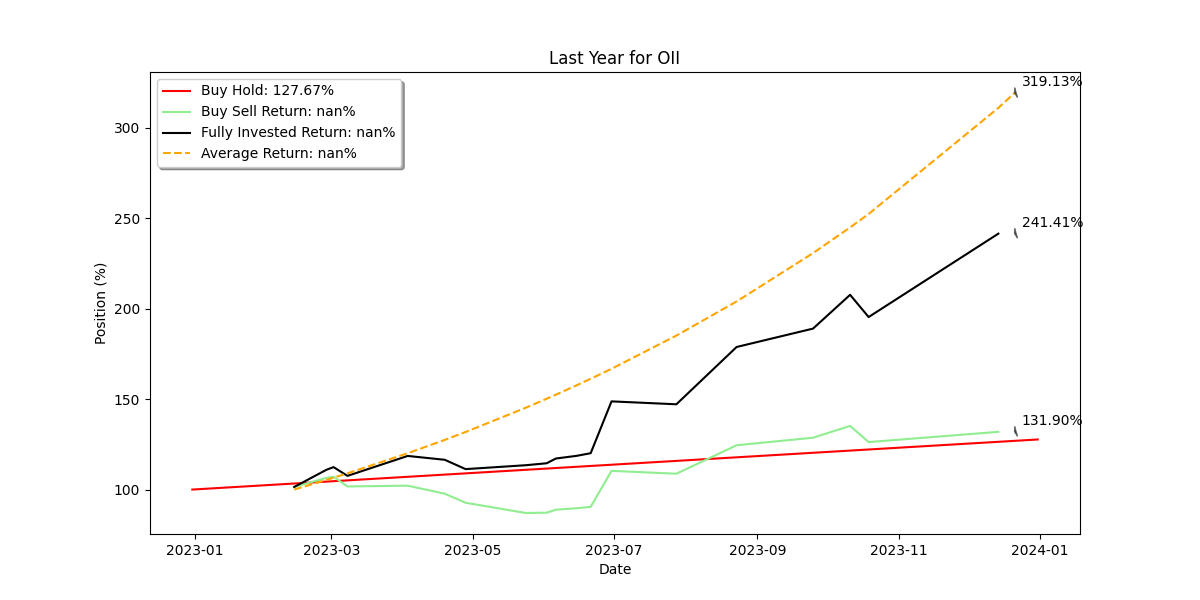 Last Year for OII
Buy Hold: 127.67%
Buy Sell Return: nan%
Fully Invested Return: nan%
Average Return: nan%
319.13%
241.41%
131.90%
300
250
200
150
100
Position (%)
2023-01 2023-03 2023-05 2023-07 2023-09 2023-11 2024-01
Date